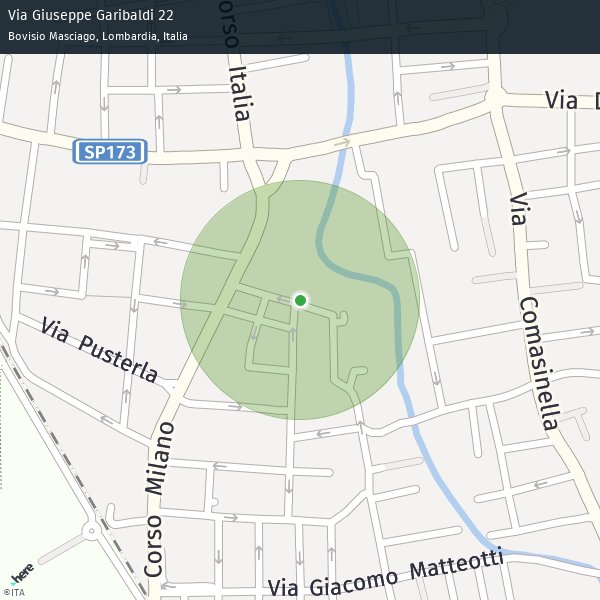 Via Giuseppe Garibaldi 22
Bovisio Masciago, Lombardia, Italia
Corso Italia
Via D
SP173
Via Comasinella
Via Pusterla
Corso Milano
Via Giacomo Matteotti
here
©ITA